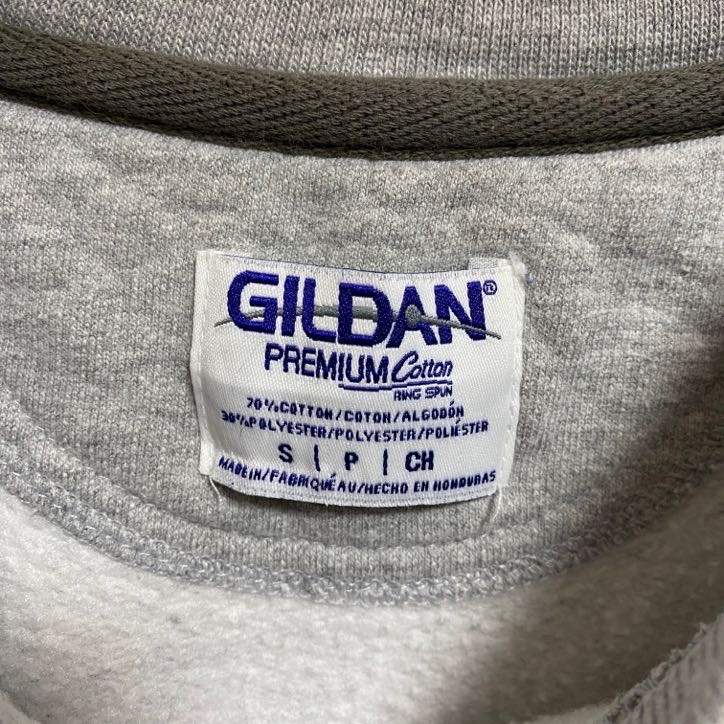 GILDAN®
PREMIUM Cotton
RING SPUN
70%COTTON/COTON/ALGODÓN
30%POLYESTER/POLYESTER/POLIÉSTER
S | P | CH
MADE IN/FABRIQUÉ AU/HECHO EN HONDURAS